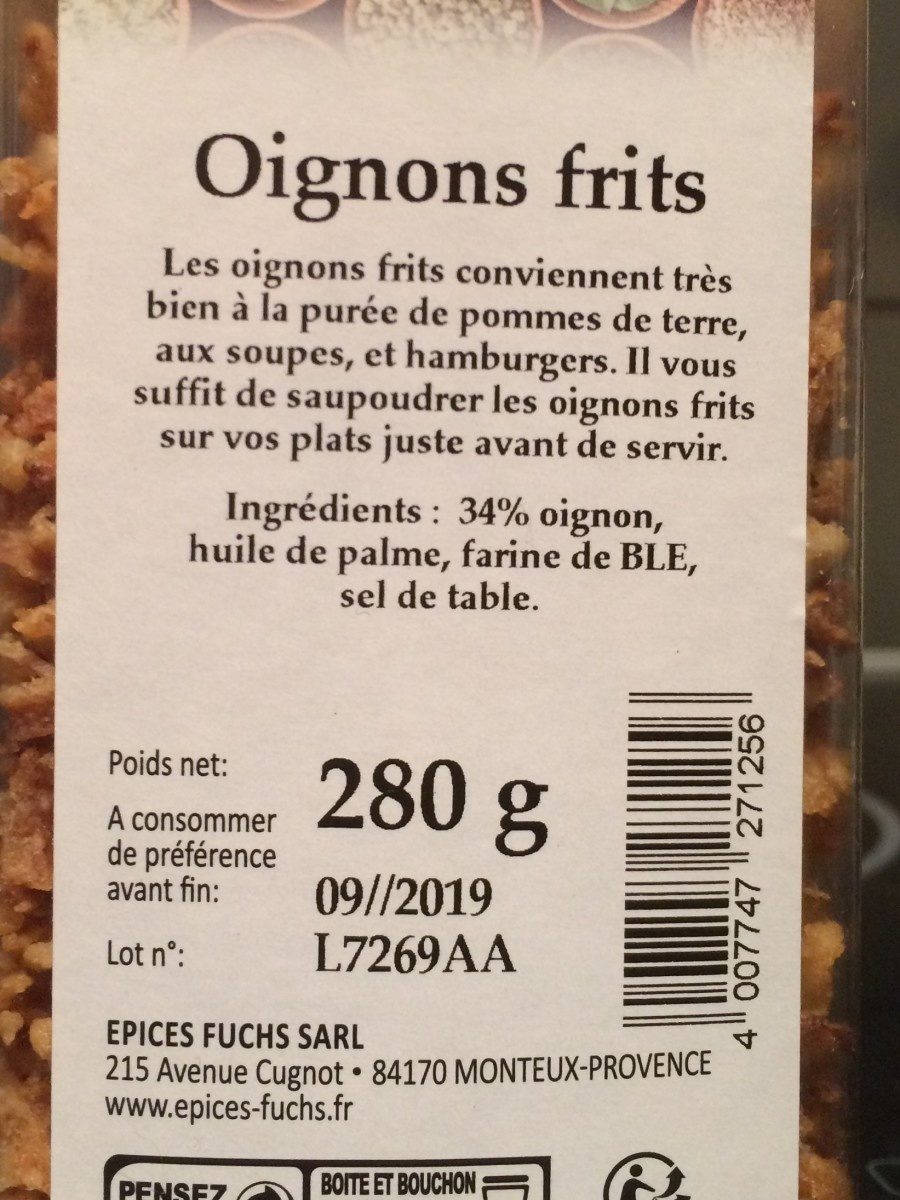 Oignons frits
Les oignons frits conviennent très
bien à la purée de pommes de terre,
aux soupes, et hamburgers. Il vous
suffit de saupoudrer les oignons frits
sur vos plats juste avant de servir.
Ingrédients : 34% oignon,
huile de palme, farine de BLE,
sel de table.
Poids net: 280 g
A consommer
de préférence
avant fin: 09//2019
Lot n°: L7269AA
4 007747 271256
EPICES FUCHS SARL
215 Avenue Cugnot • 84170 MONTEUX-PROVENCE
www.epices-fuchs.fr
PENSEZ
BOITE ET BOUCHON